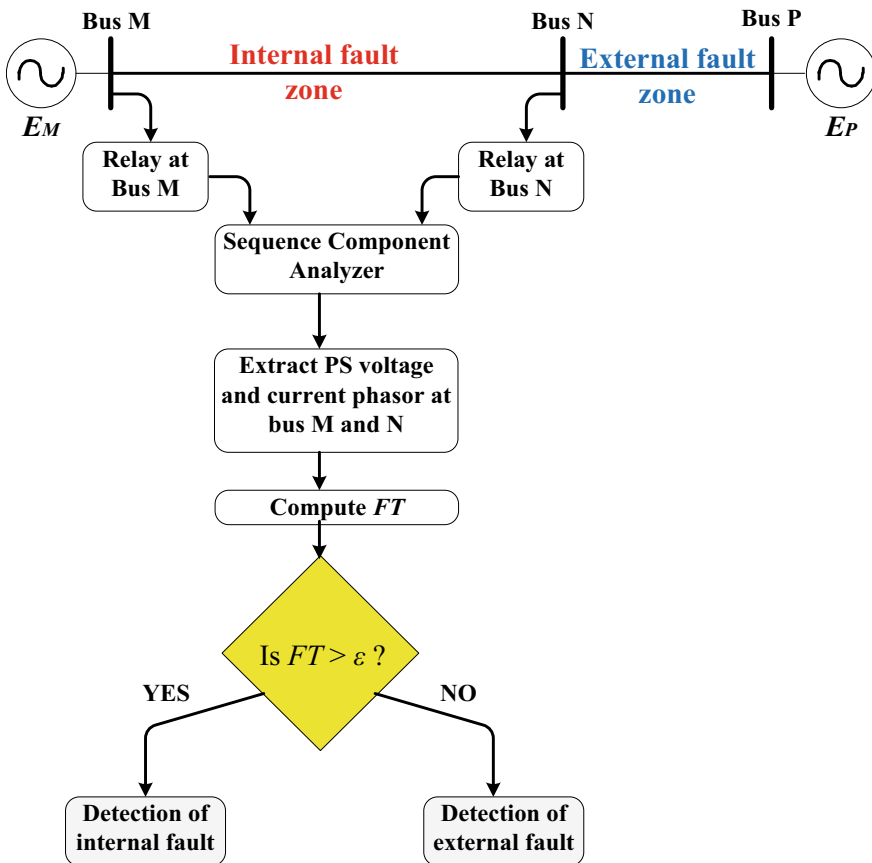 Bus M
Bus N
Bus P
Internal fault
zone
External fault
zone
EM
EP
Relay at
Bus M
Relay at
Bus N
Sequence Component
Analyzer
Extract PS voltage
and current phasor at
bus M and N
Compute FT
Is FT > ε ?
YES
NO
Detection of
internal fault
Detection of
external fault